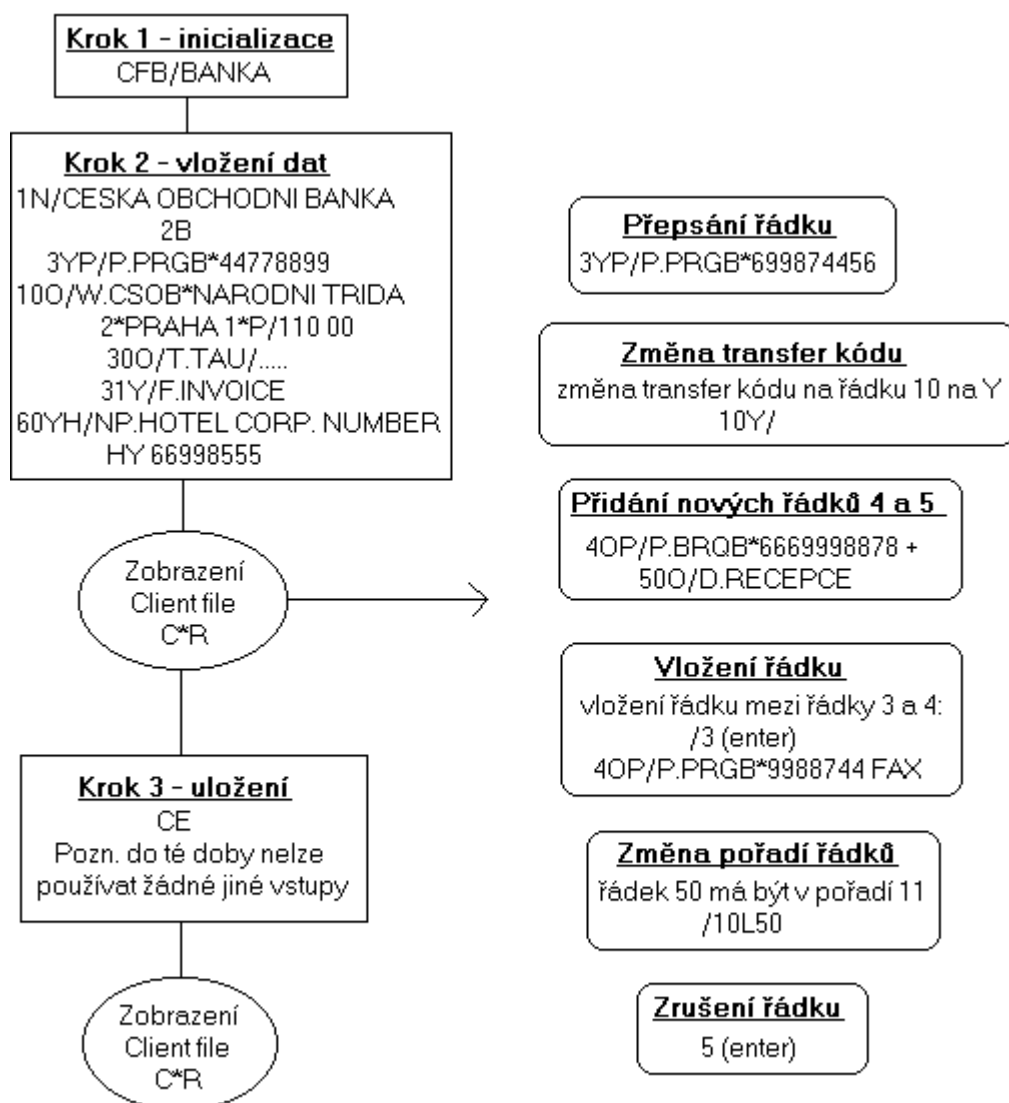 Krok 1 - inicializace
CFB/BANKA
Krok 2 - vložení dat
1N/CESKA OBCHODNI BANKA
2B
3YP/P.PRGB*44778899
10O/W.CSOB*NARODNI TRIDA
2*PRAHA 1*P/110 00
30O/T.TAU/.....
31Y/F.INVOICE
60YH/NP.HOTEL CORP. NUMBER
HY 66998555
Zobrazení
Client file
C*R
Krok 3 - uložení
CE
Pozn. do té doby nelze
používat žádné jiné vstupy
Zobrazení
Client file
C*R
Přepsání řádku
3YP/P.PRGB*699874456
Změna transfer kódu
změna transfer kódu na řádku 10 na Y
10Y/
Přidání nových řádků 4 a 5
4OP/P.BRQB*6669998878 +
50O/D.RECEPCE
Vložení řádku
vložení řádku mezi řádky 3 a 4:
/3 (enter)
4OP/P.PRGB*9988744 FAX
Změna pořadí řádků
řádek 50 má být v pořadí 11
/10L50
Zrušení řádku
5 (enter)